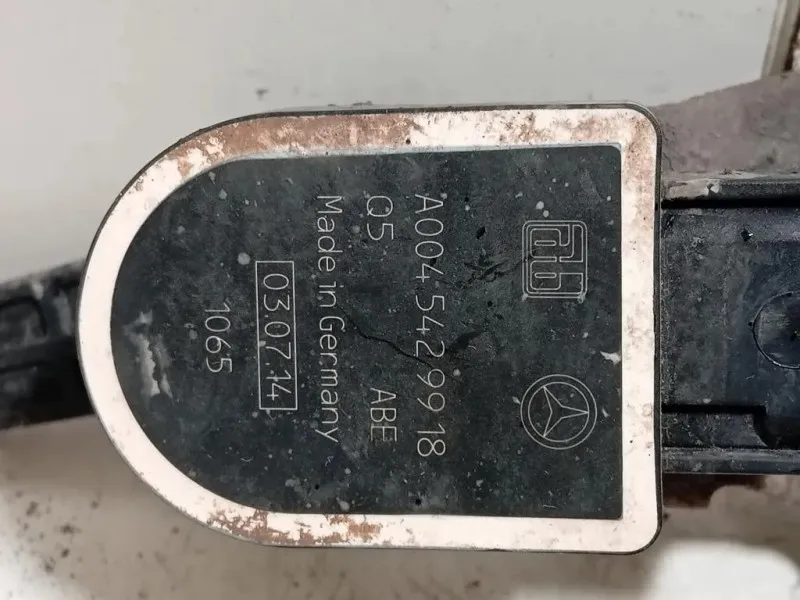 A004 542 99 18
Q5 ABE
Made in Germany
03.07.14
1065